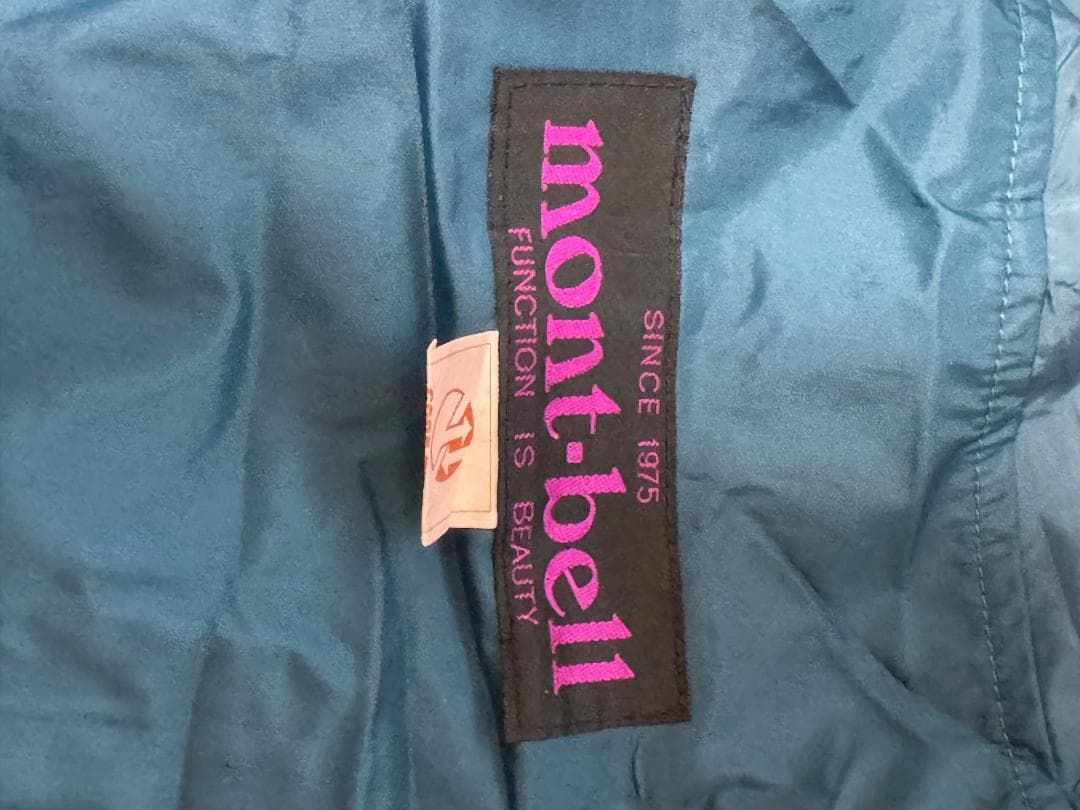 SINCE 1975
mont-bell
FUNCTION IS BEAUTY